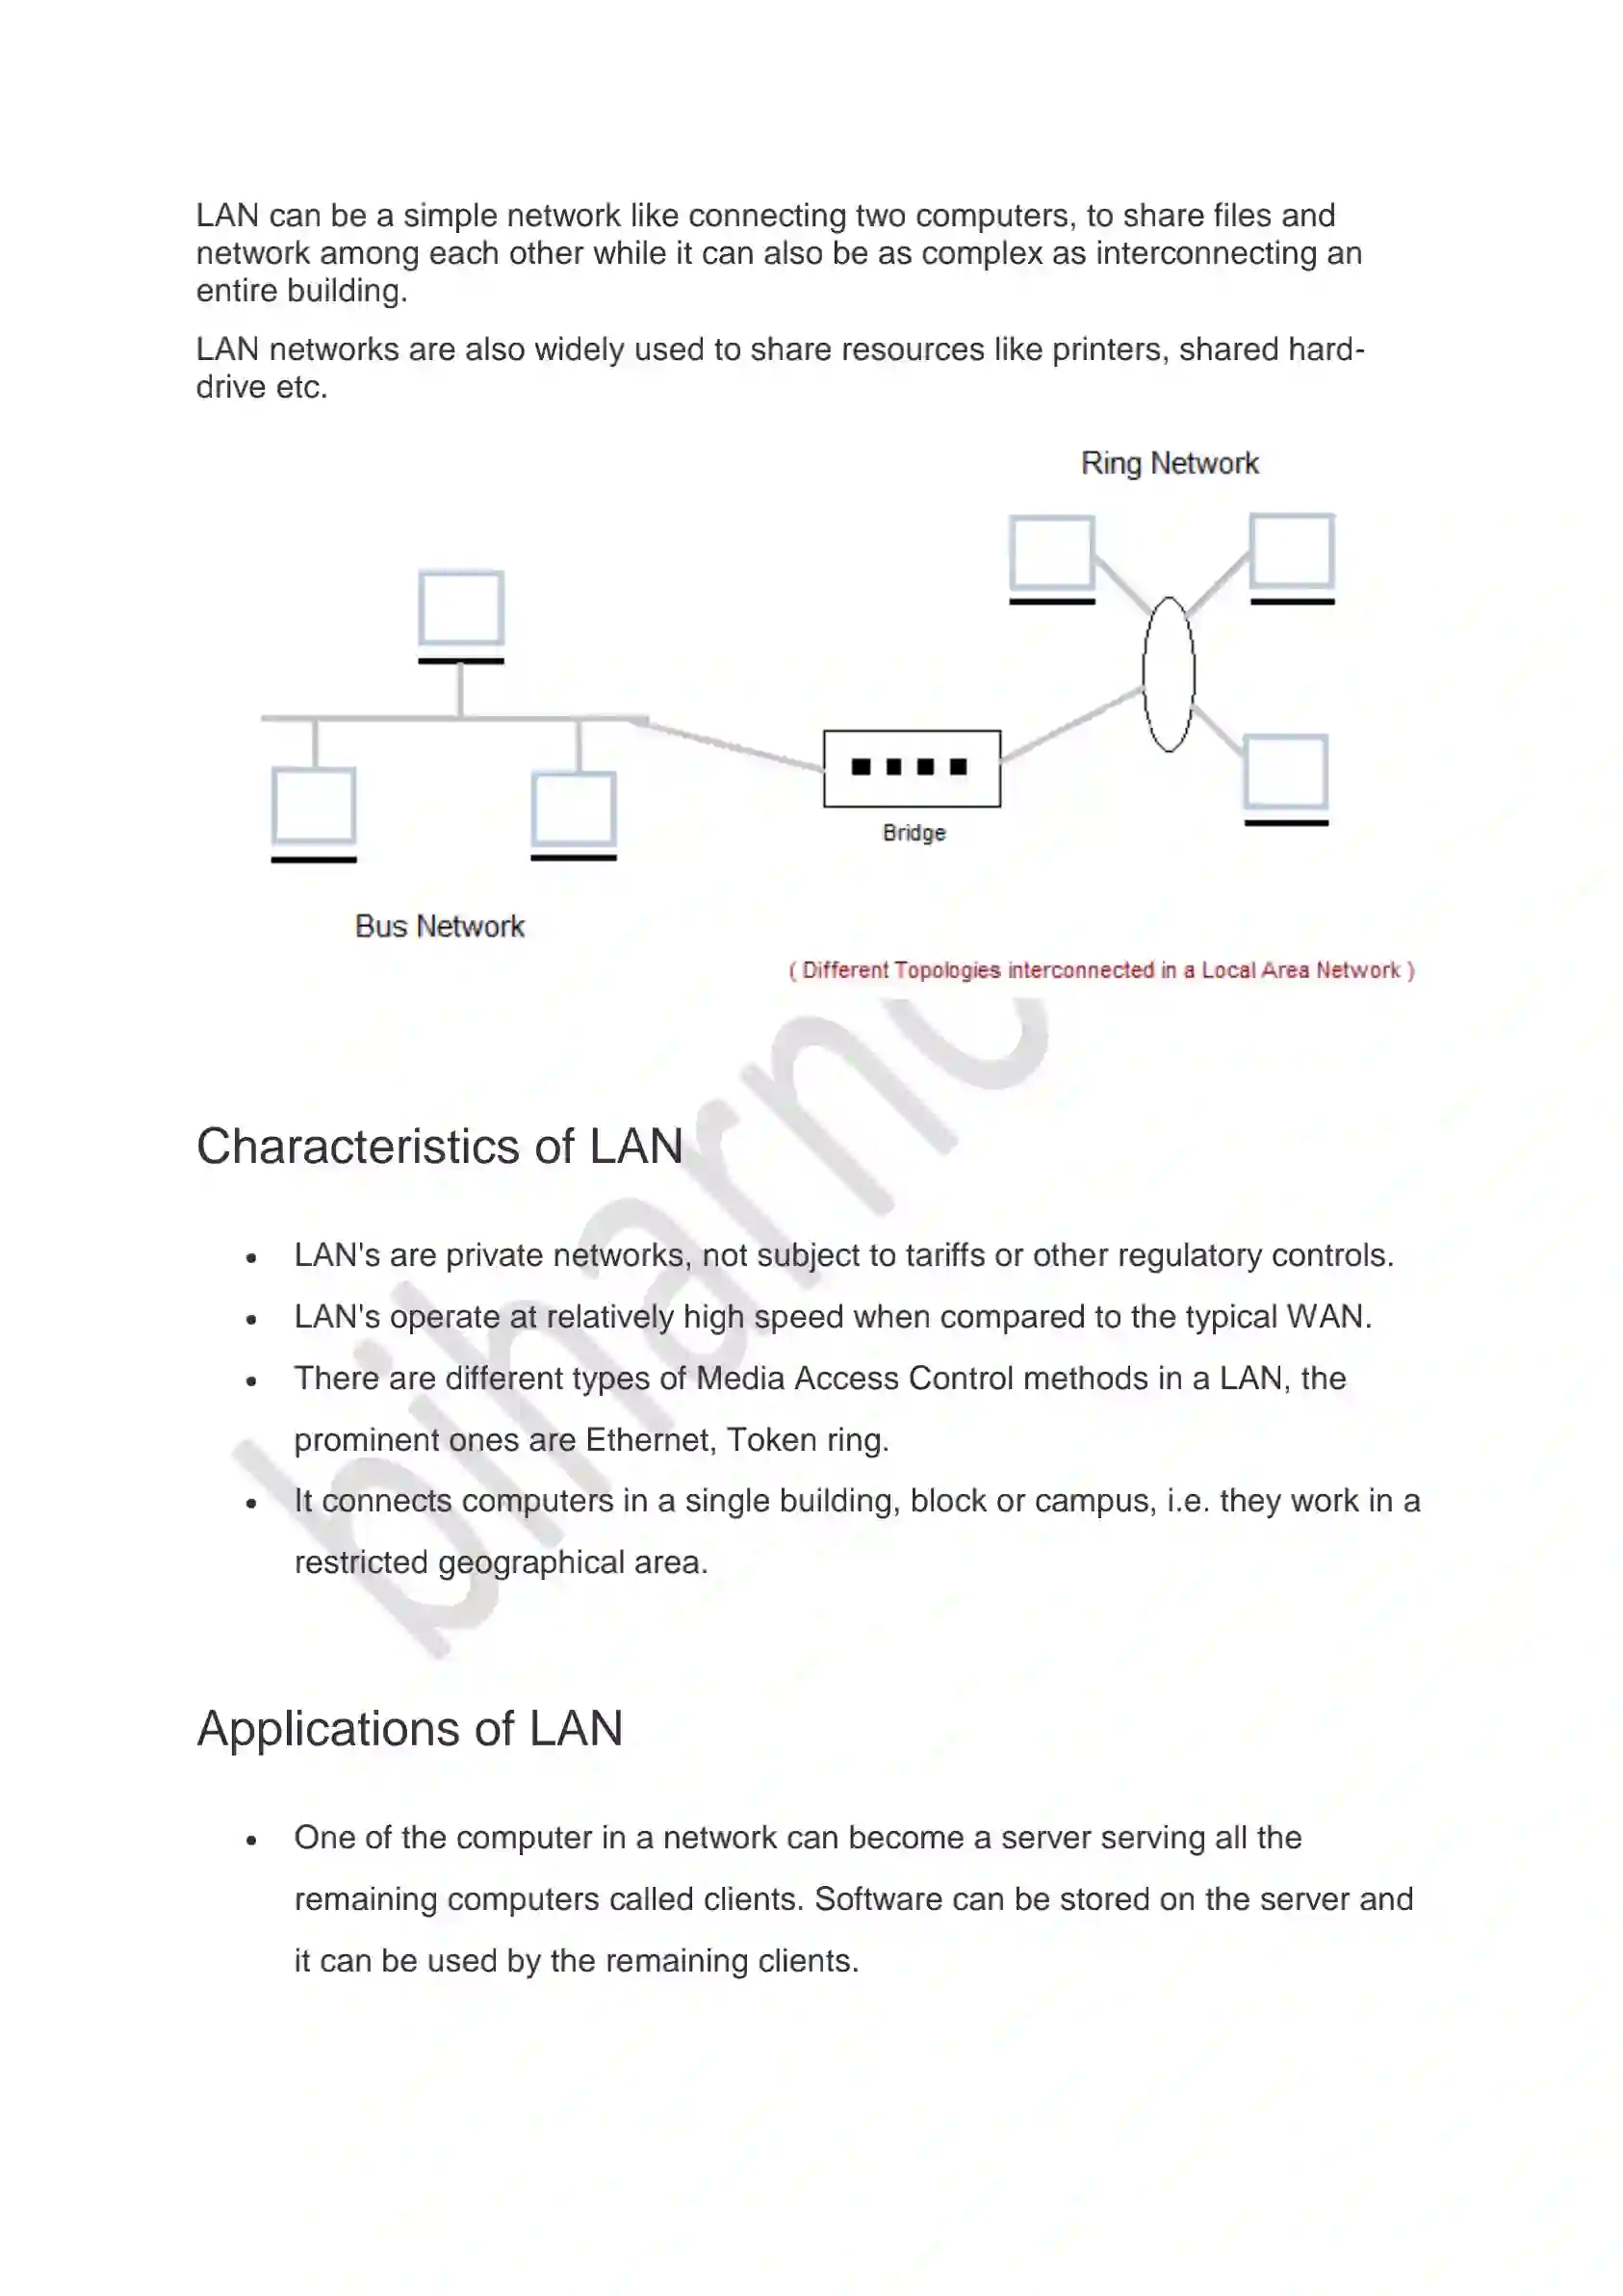 LAN can be a simple network like connecting two computers, to share files and
network among each other while it can also be as complex as interconnecting an
entire building.
LAN networks are also widely used to share resources like printers, shared hard-
drive etc.
Ring Network
Bridge
Bus Network
( Different Topologies interconnected in a Local Area Network )
Characteristics of LAN
• LAN's are private networks, not subject to tariffs or other regulatory controls.
• LAN's operate at relatively high speed when compared to the typical WAN.
• There are different types of Media Access Control methods in a LAN, the
prominent ones are Ethernet, Token ring.
• It connects computers in a single building, block or campus, i.e. they work in a
restricted geographical area.
Applications of LAN
• One of the computer in a network can become a server serving all the
remaining computers called clients. Software can be stored on the server and
it can be used by the remaining clients.